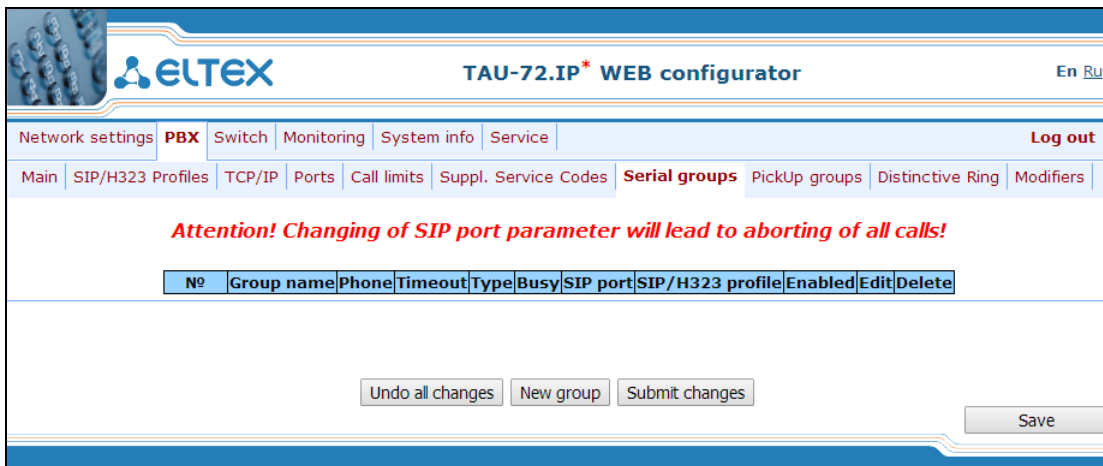 ELTEX TAU-72.IP* WEB configurator En Ru
Network settings PBX Switch Monitoring System info Service Log out
Main SIP/H323 Profiles TCP/IP Ports Call limits Suppl. Service Codes Serial groups PickUp groups Distinctive Ring Modifiers
Attention! Changing of SIP port parameter will lead to aborting of all calls!
№ Group name Phone Timeout Type Busy SIP port SIP/H323 profile Enabled Edit Delete
Undo all changes New group Submit changes
Save